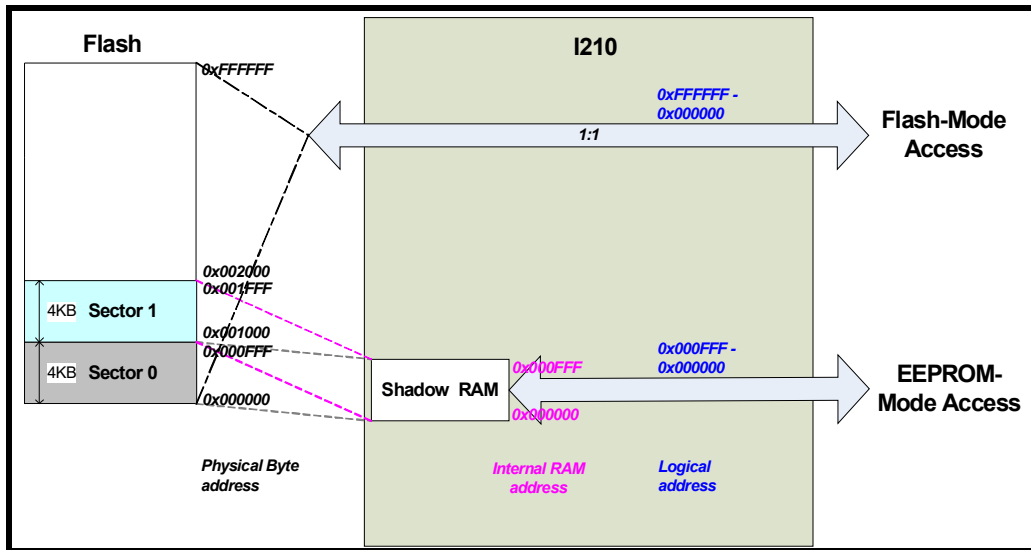 Flash
I210
0xFFFFFF
0xFFFFFF -
0x000000
1:1
Flash-Mode
Access
0x002000
0x001FFF
4KB Sector 1
0x001000
0x000FFF
4KB Sector 0
0x000000
Shadow RAM
0x000FFF
0x000000
0x000FFF -
0x000000
EEPROM-
Mode Access
Physical Byte
address
Internal RAM
address
Logical
address